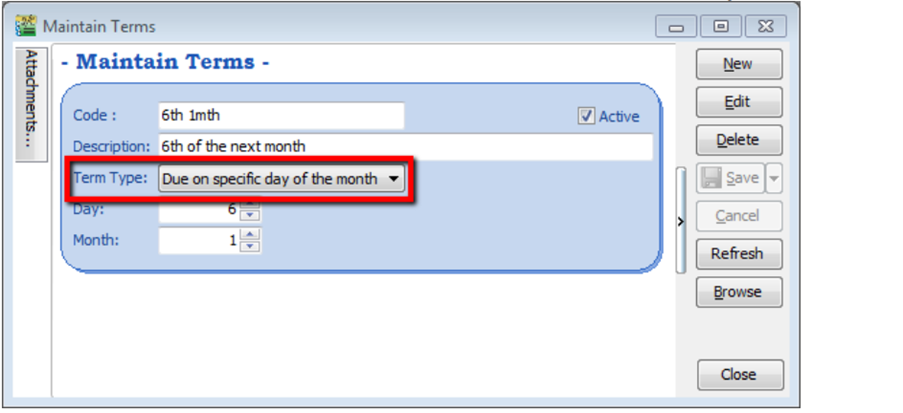 Maintain Terms
Attachments...
- Maintain Terms -
Code : 6th 1mth Active
Description: 6th of the next month
Term Type: Due on specific day of the month
Day: 6
Month: 1
New
Edit
Delete
Save
Cancel
Refresh
Browse
Close